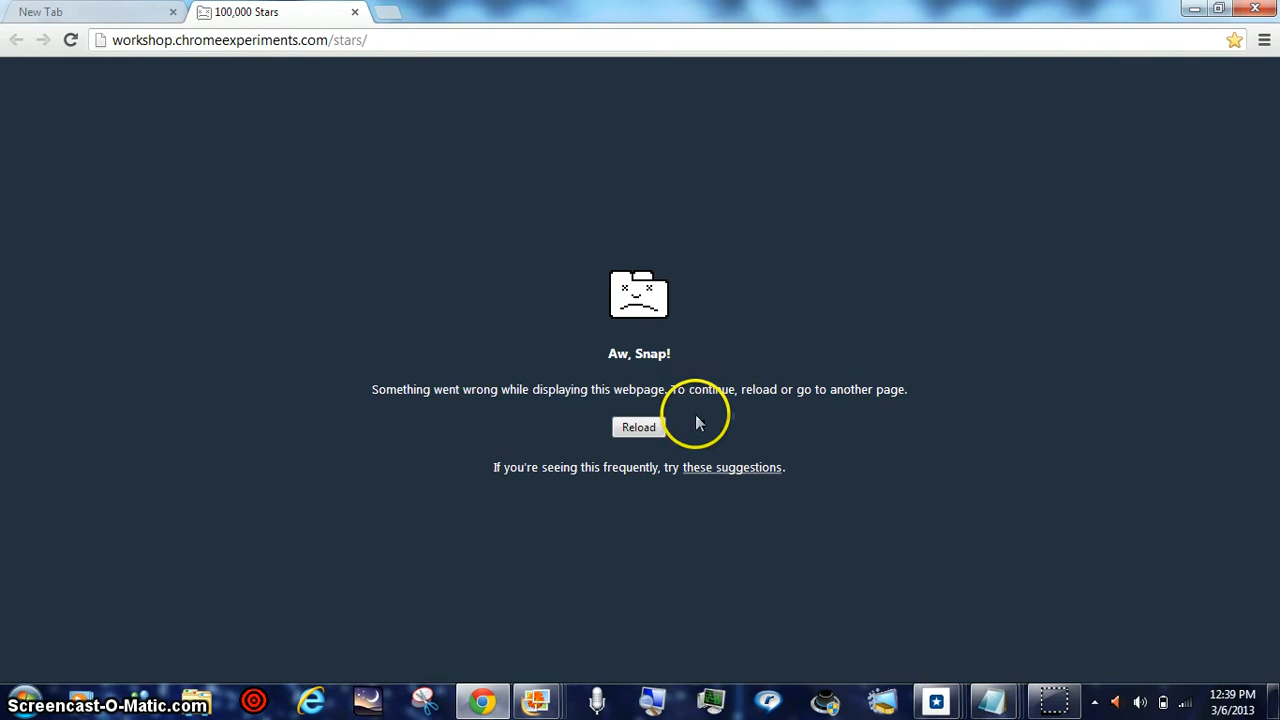 New Tab
100,000 Stars
workshop.chromeexperiments.com/stars/
Aw, Snap!
Something went wrong while displaying this webpage. To continue, reload or go to another page.
Reload
If you're seeing this frequently, try these suggestions.
Screencast-O-Matic.com
12:39 PM
3/6/2013